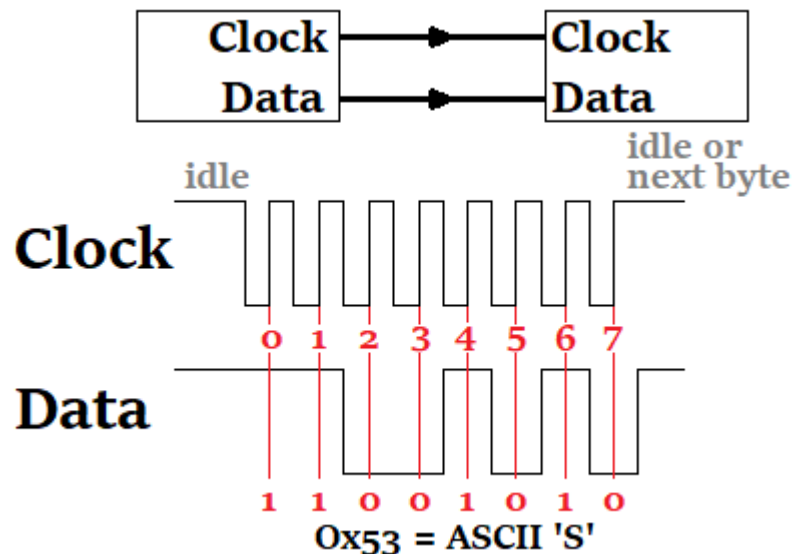 Clock Clock
Data Data
idle
idle or
next byte
Clock
0 1 2 3 4 5 6 7
Data
1 1 0 0 1 0 1 0
0x53 = ASCII 'S'